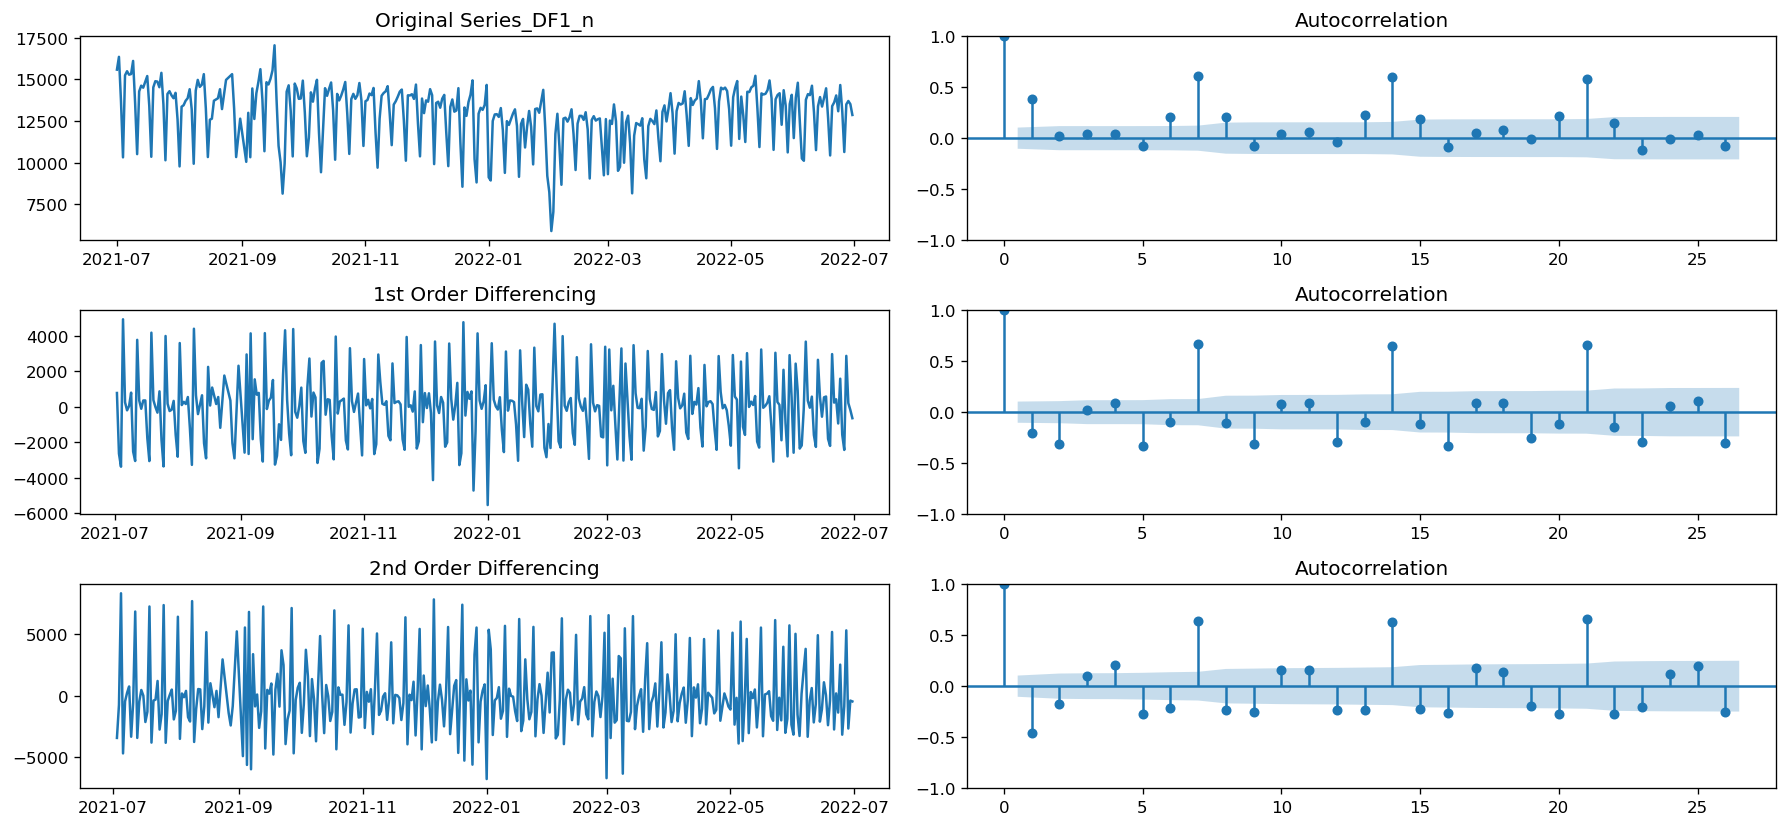 Original Series_DF1_n
17500
15000
12500
10000
7500
2021-07 2021-09 2021-11 2022-01 2022-03 2022-05 2022-07
Autocorrelation
1.0
0.5
0.0
−0.5
−1.0
0 5 10 15 20 25
1st Order Differencing
4000
2000
0
−2000
−4000
−6000
2021-07 2021-09 2021-11 2022-01 2022-03 2022-05 2022-07
Autocorrelation
1.0
0.5
0.0
−0.5
−1.0
0 5 10 15 20 25
2nd Order Differencing
5000
0
−5000
2021-07 2021-09 2021-11 2022-01 2022-03 2022-05 2022-07
Autocorrelation
1.0
0.5
0.0
−0.5
−1.0
0 5 10 15 20 25